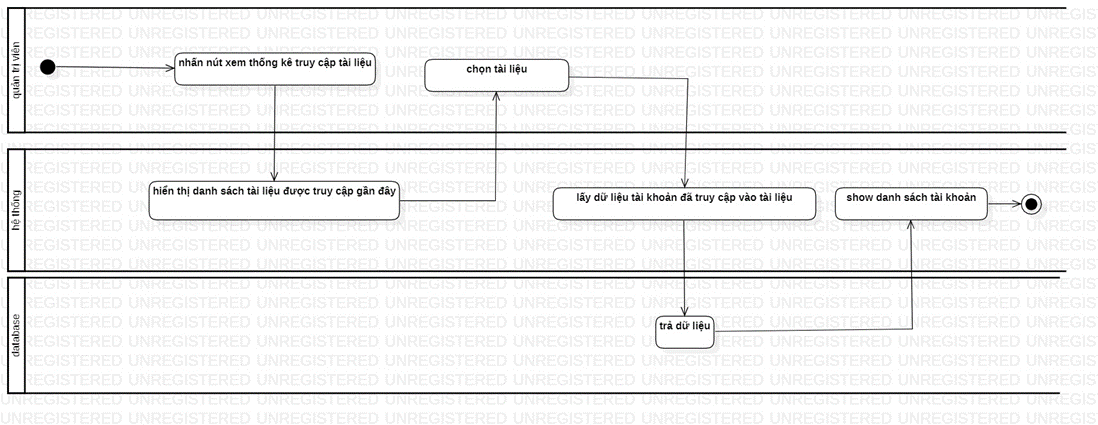 quản trị viên
nhấn nút xem thống kê truy cập tài liệu
chọn tài liệu
hệ thống
hiển thị danh sách tài liệu được truy cập gần đây
lấy dữ liệu tài khoản đã truy cập vào tài liệu
show danh sách tài khoản
database
trả dữ liệu
UNREGISTERED UNREGISTERED UNREGISTERED UNREGISTERED UNREGISTERED UNREGISTERED UNREGISTERED UNREGISTERED UNREGIS